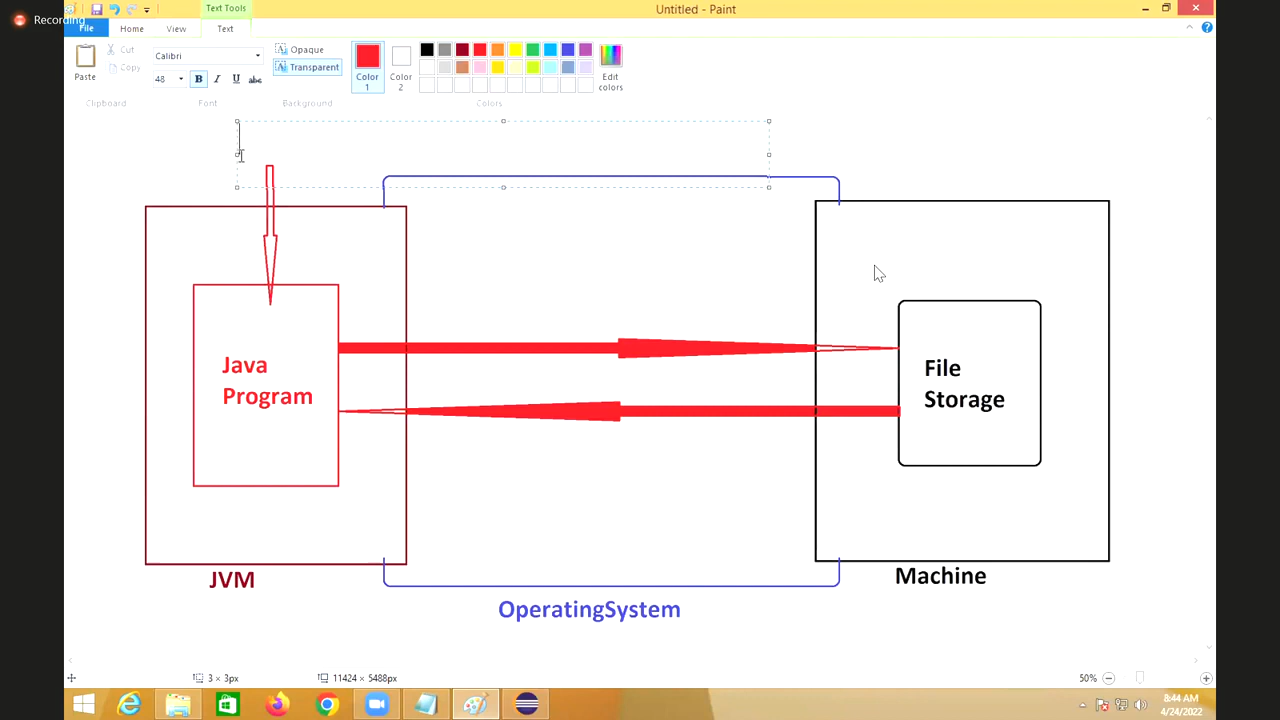 Recording
Text Tools
Untitled - Paint
File
Home
View
Text
Paste
Cut
Copy
Clipboard
Calibri
48
B
I
U
abc
Font
Opaque
Transparent
Background
Color
1
Color
2
Edit
colors
Colors
Java
Program
File
Storage
JVM
Machine
OperatingSystem
3 × 3px
11424 × 5488px
50%
8:44 AM
4/24/2022